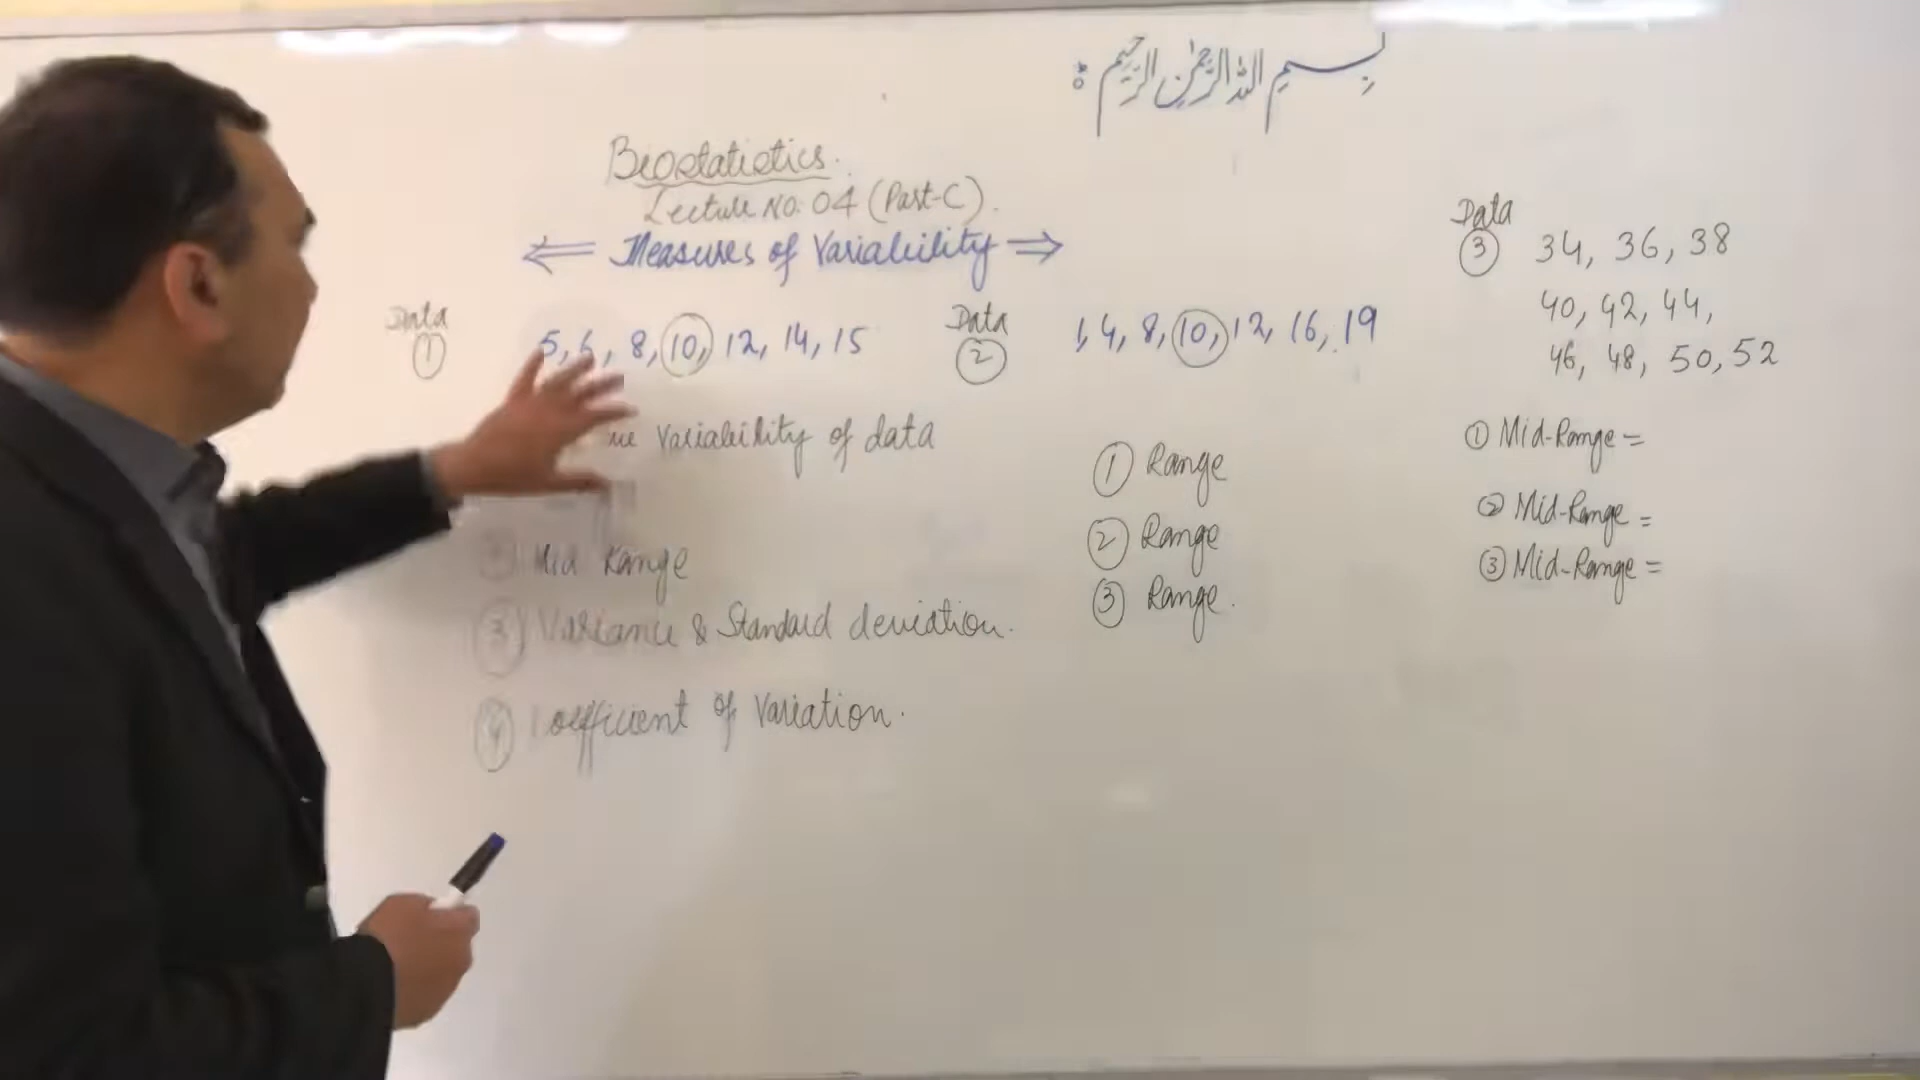 بسم الله الرحمن الرحيم
Biostatistics.
Lecture No: 04 (Part-C).
⇐ Measures of Variability ⇒
Data
① 5, 6, 8, 10, 12, 14, 15
Data
② 1, 4, 8, 10, 12, 16, 19
Data
③ 34, 36, 38
40, 42, 44,
46, 48, 50, 52
Variability of data
Mid Range
③ Variance & Standard deviation.
④ Coefficient of Variation.
① Range
② Range
③ Range.
① Mid-Range =
② Mid-Range =
③ Mid-Range =